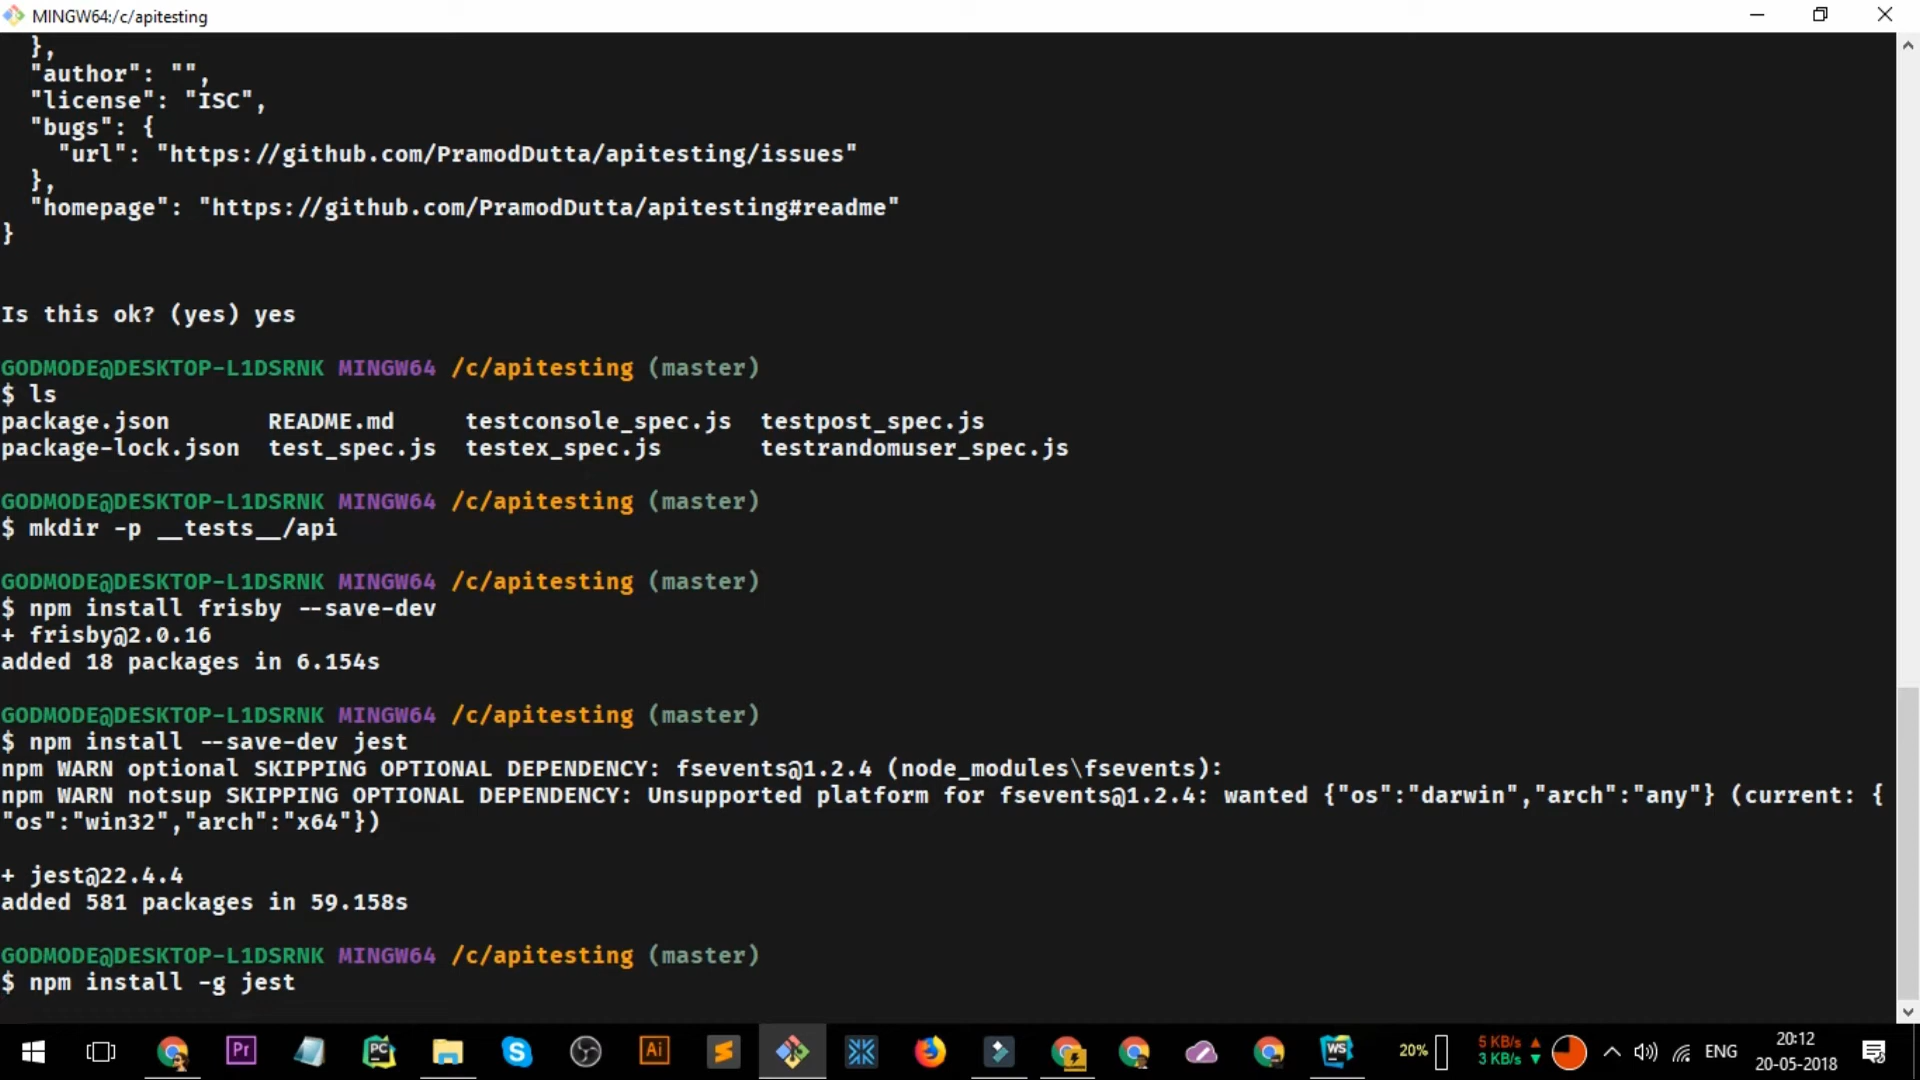 MINGW64:/c/apitesting
},
"author": "",
"license": "ISC",
"bugs": {
"url": "https://github.com/PramodDutta/apitesting/issues"
},
"homepage": "https://github.com/PramodDutta/apitesting#readme"
}
Is this ok? (yes) yes
GODMODE@DESKTOP-L1DSRNK MINGW64 /c/apitesting (master)
$ ls
package.json README.md testconsole_spec.js testpost_spec.js
package-lock.json test_spec.js testex_spec.js testrandomuser_spec.js
GODMODE@DESKTOP-L1DSRNK MINGW64 /c/apitesting (master)
$ mkdir -p __tests__/api
GODMODE@DESKTOP-L1DSRNK MINGW64 /c/apitesting (master)
$ npm install frisby --save-dev
+ frisby@2.0.16
added 18 packages in 6.154s
GODMODE@DESKTOP-L1DSRNK MINGW64 /c/apitesting (master)
$ npm install --save-dev jest
npm WARN optional SKIPPING OPTIONAL DEPENDENCY: fsevents@1.2.4 (node_modules\fsevents):
npm WARN notsup SKIPPING OPTIONAL DEPENDENCY: Unsupported platform for fsevents@1.2.4: wanted {"os":"darwin","arch":"any"} (current: {
"os":"win32","arch":"x64"})
+ jest@22.4.4
added 581 packages in 59.158s
GODMODE@DESKTOP-L1DSRNK MINGW64 /c/apitesting (master)
$ npm install -g jest
Pr
PC
Ai
WS
20%
5 KB/s
3 KB/s
ENG
20:12
20-05-2018